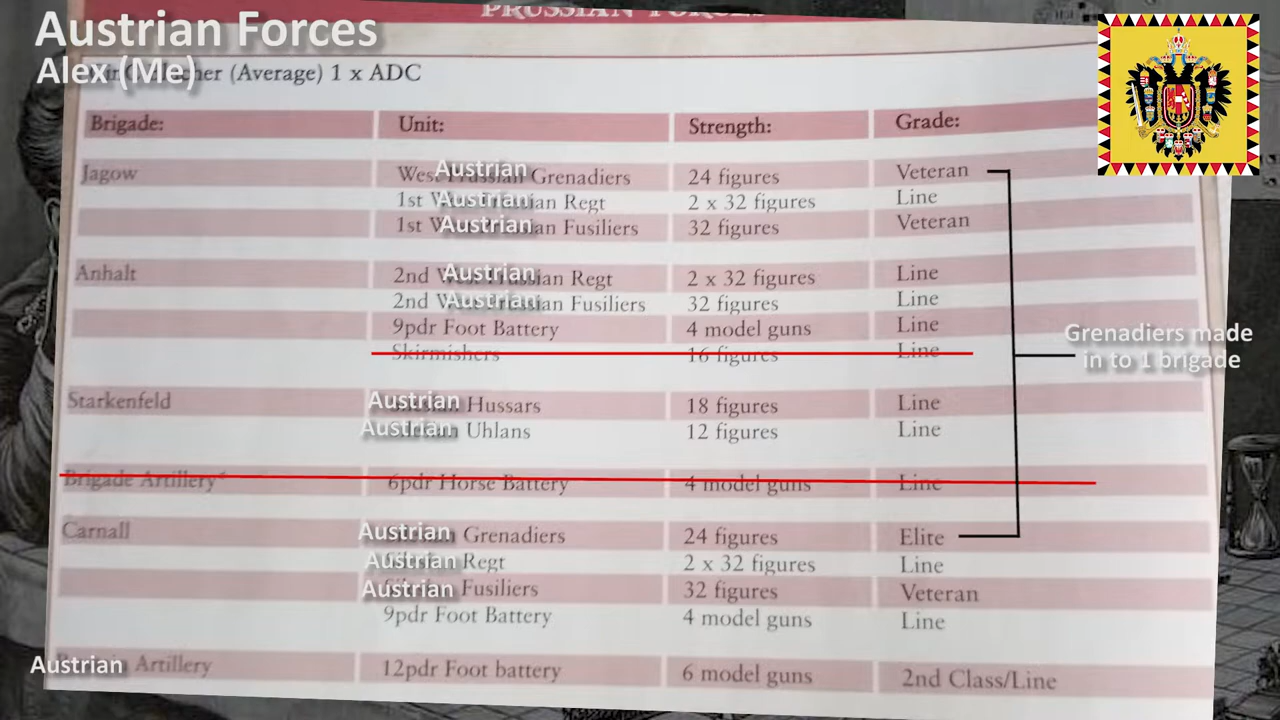 PRUSSIAN FORCES
Austrian Forces
Alex (Me) (Average) 1 x ADC
Brigade: Unit: Strength: Grade:
Jagow Austrian Grenadiers 24 figures Veteran
1st Austrian Regt 2 x 32 figures Line
1st Austrian Fusiliers 32 figures Veteran
Anhalt 2nd Austrian Regt 2 x 32 figures Line
2nd Austrian Fusiliers 32 figures Line
9pdr Foot Battery 4 model guns Line
Skirmishers 16 figures Line
Grenadiers made
in to 1 brigade
Starkenfeld Austrian Hussars 18 figures Line
Austrian Uhlans 12 figures Line
Brigade Artillery* 6pdr Horse Battery 4 model guns Line
Carnall Austrian Grenadiers 24 figures Elite
Austrian Regt 2 x 32 figures Line
Austrian Fusiliers 32 figures Veteran
9pdr Foot Battery 4 model guns Line
Austrian Artillery 12pdr Foot battery 6 model guns 2nd Class/Line